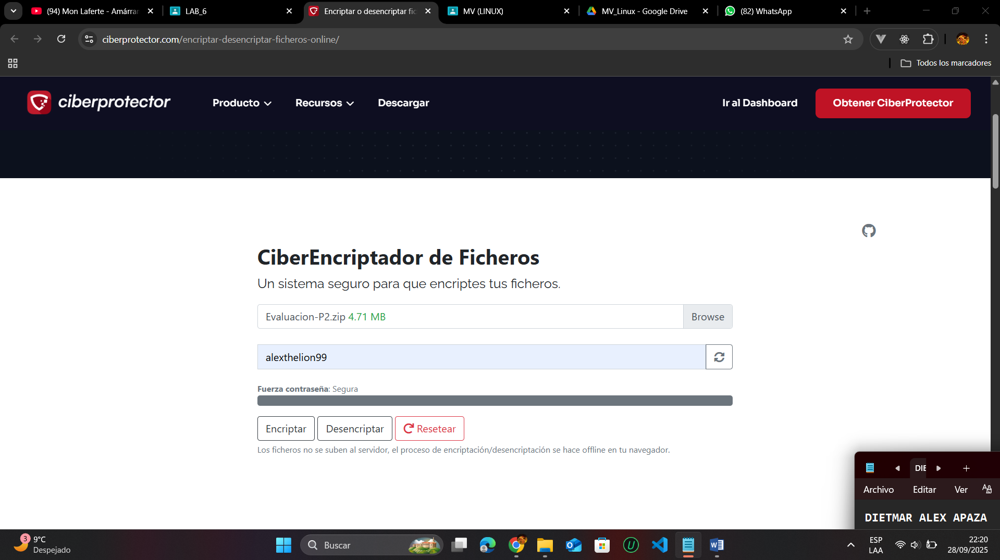 (94) Mon Laferte - Amárran
LAB_6
Encriptar o desencriptar fic
MV (LINUX)
MV_Linux - Google Drive
(82) WhatsApp
ciberprotector.com/encriptar-desencriptar-ficheros-online/
Todos los marcadores
ciberprotector
Producto
Recursos
Descargar
Ir al Dashboard
Obtener CiberProtector
CiberEncriptador de Ficheros
Un sistema seguro para que encriptes tus ficheros.
Evaluacion-P2.zip 4.71 MB
Browse
alexthelion99
Fuerza contraseña: Segura
Encriptar
Desencriptar
Resetear
Los ficheros no se suben al servidor, el proceso de encriptación/desencriptación se hace offline en tu navegador.
DIE
Archivo
Editar
Ver
DIETMAR ALEX APAZA
3
9°C
Despejado
Buscar
ESP
LAA
22:20
28/09/2025